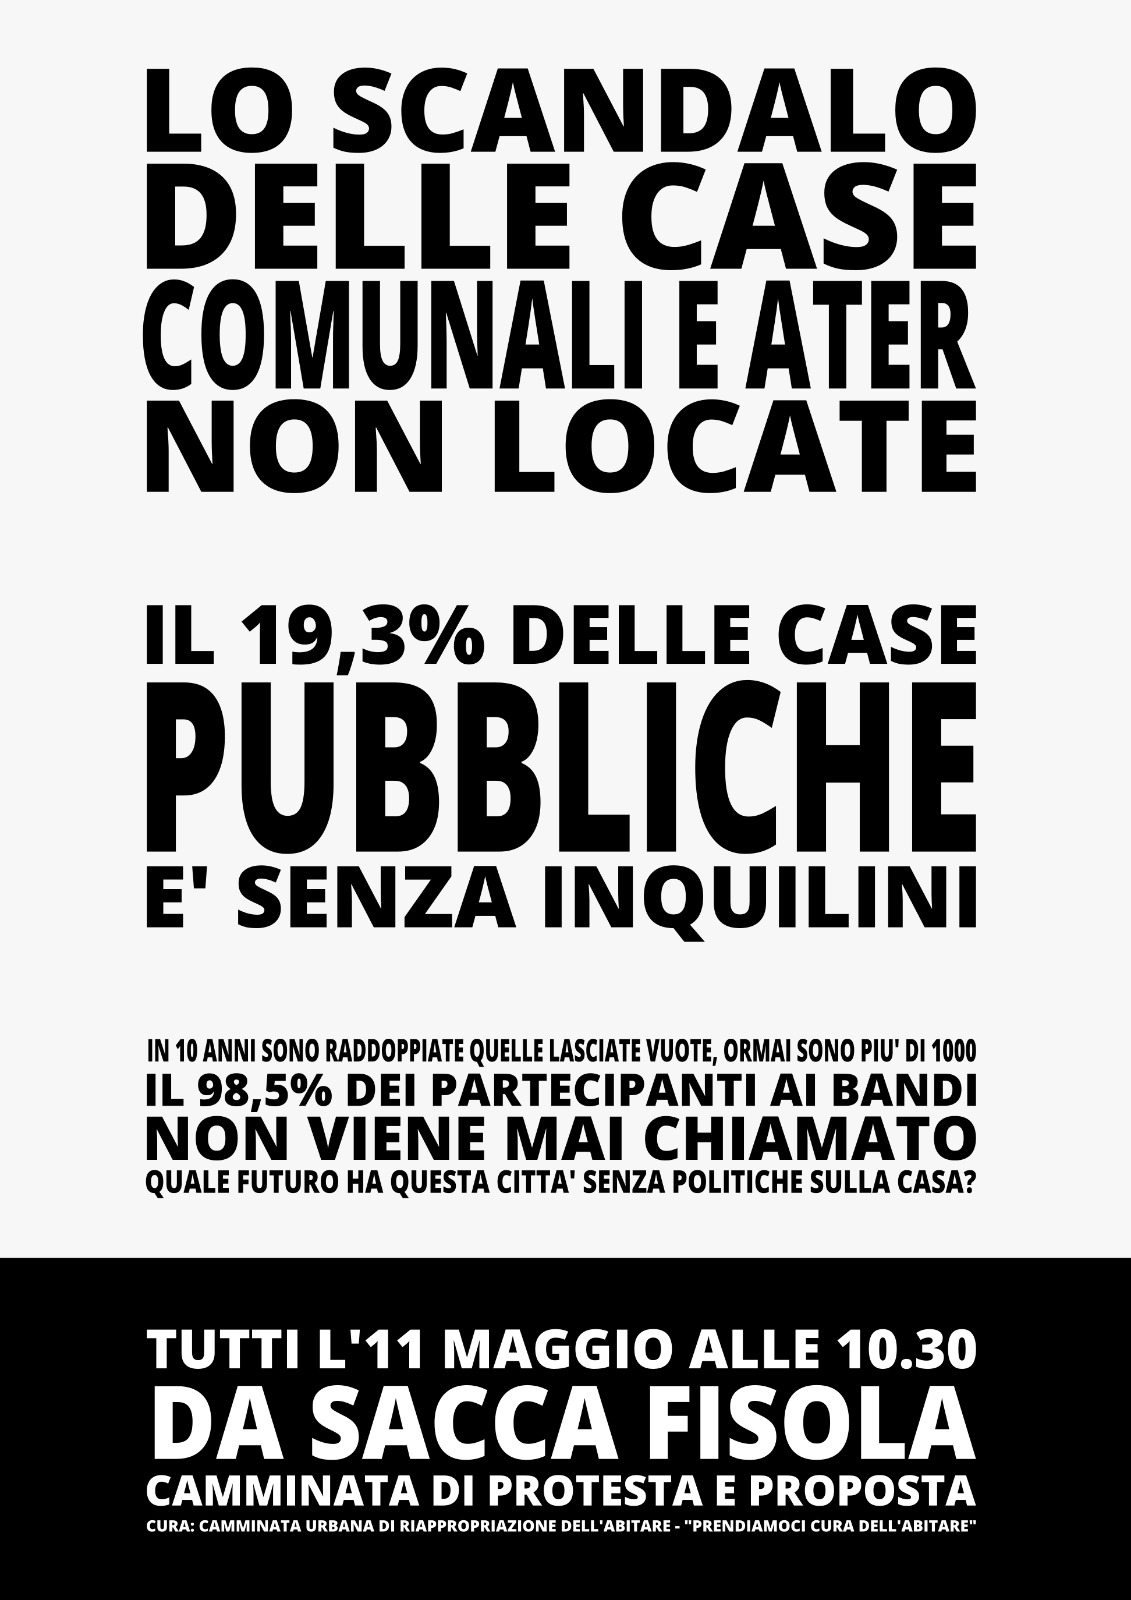 LO SCANDALO
DELLE CASE
COMUNALI E ATER
NON LOCATE
IL 19,3% DELLE CASE
PUBBLICHE
E' SENZA INQUILINI
IN 10 ANNI SONO RADDOPPIATE QUELLE LASCIATE VUOTE, ORMAI SONO PIU' DI 1000
IL 98,5% DEI PARTECIPANTI AI BANDI
NON VIENE MAI CHIAMATO
QUALE FUTURO HA QUESTA CITTA' SENZA POLITICHE SULLA CASA?
TUTTI L'11 MAGGIO ALLE 10.30
DA SACCA FISOLA
CAMMINATA DI PROTESTA E PROPOSTA
CURA: CAMMINATA URBANA DI RIAPPROPRIAZIONE DELL'ABITARE - "PRENDIAMOCI CURA DELL'ABITARE"